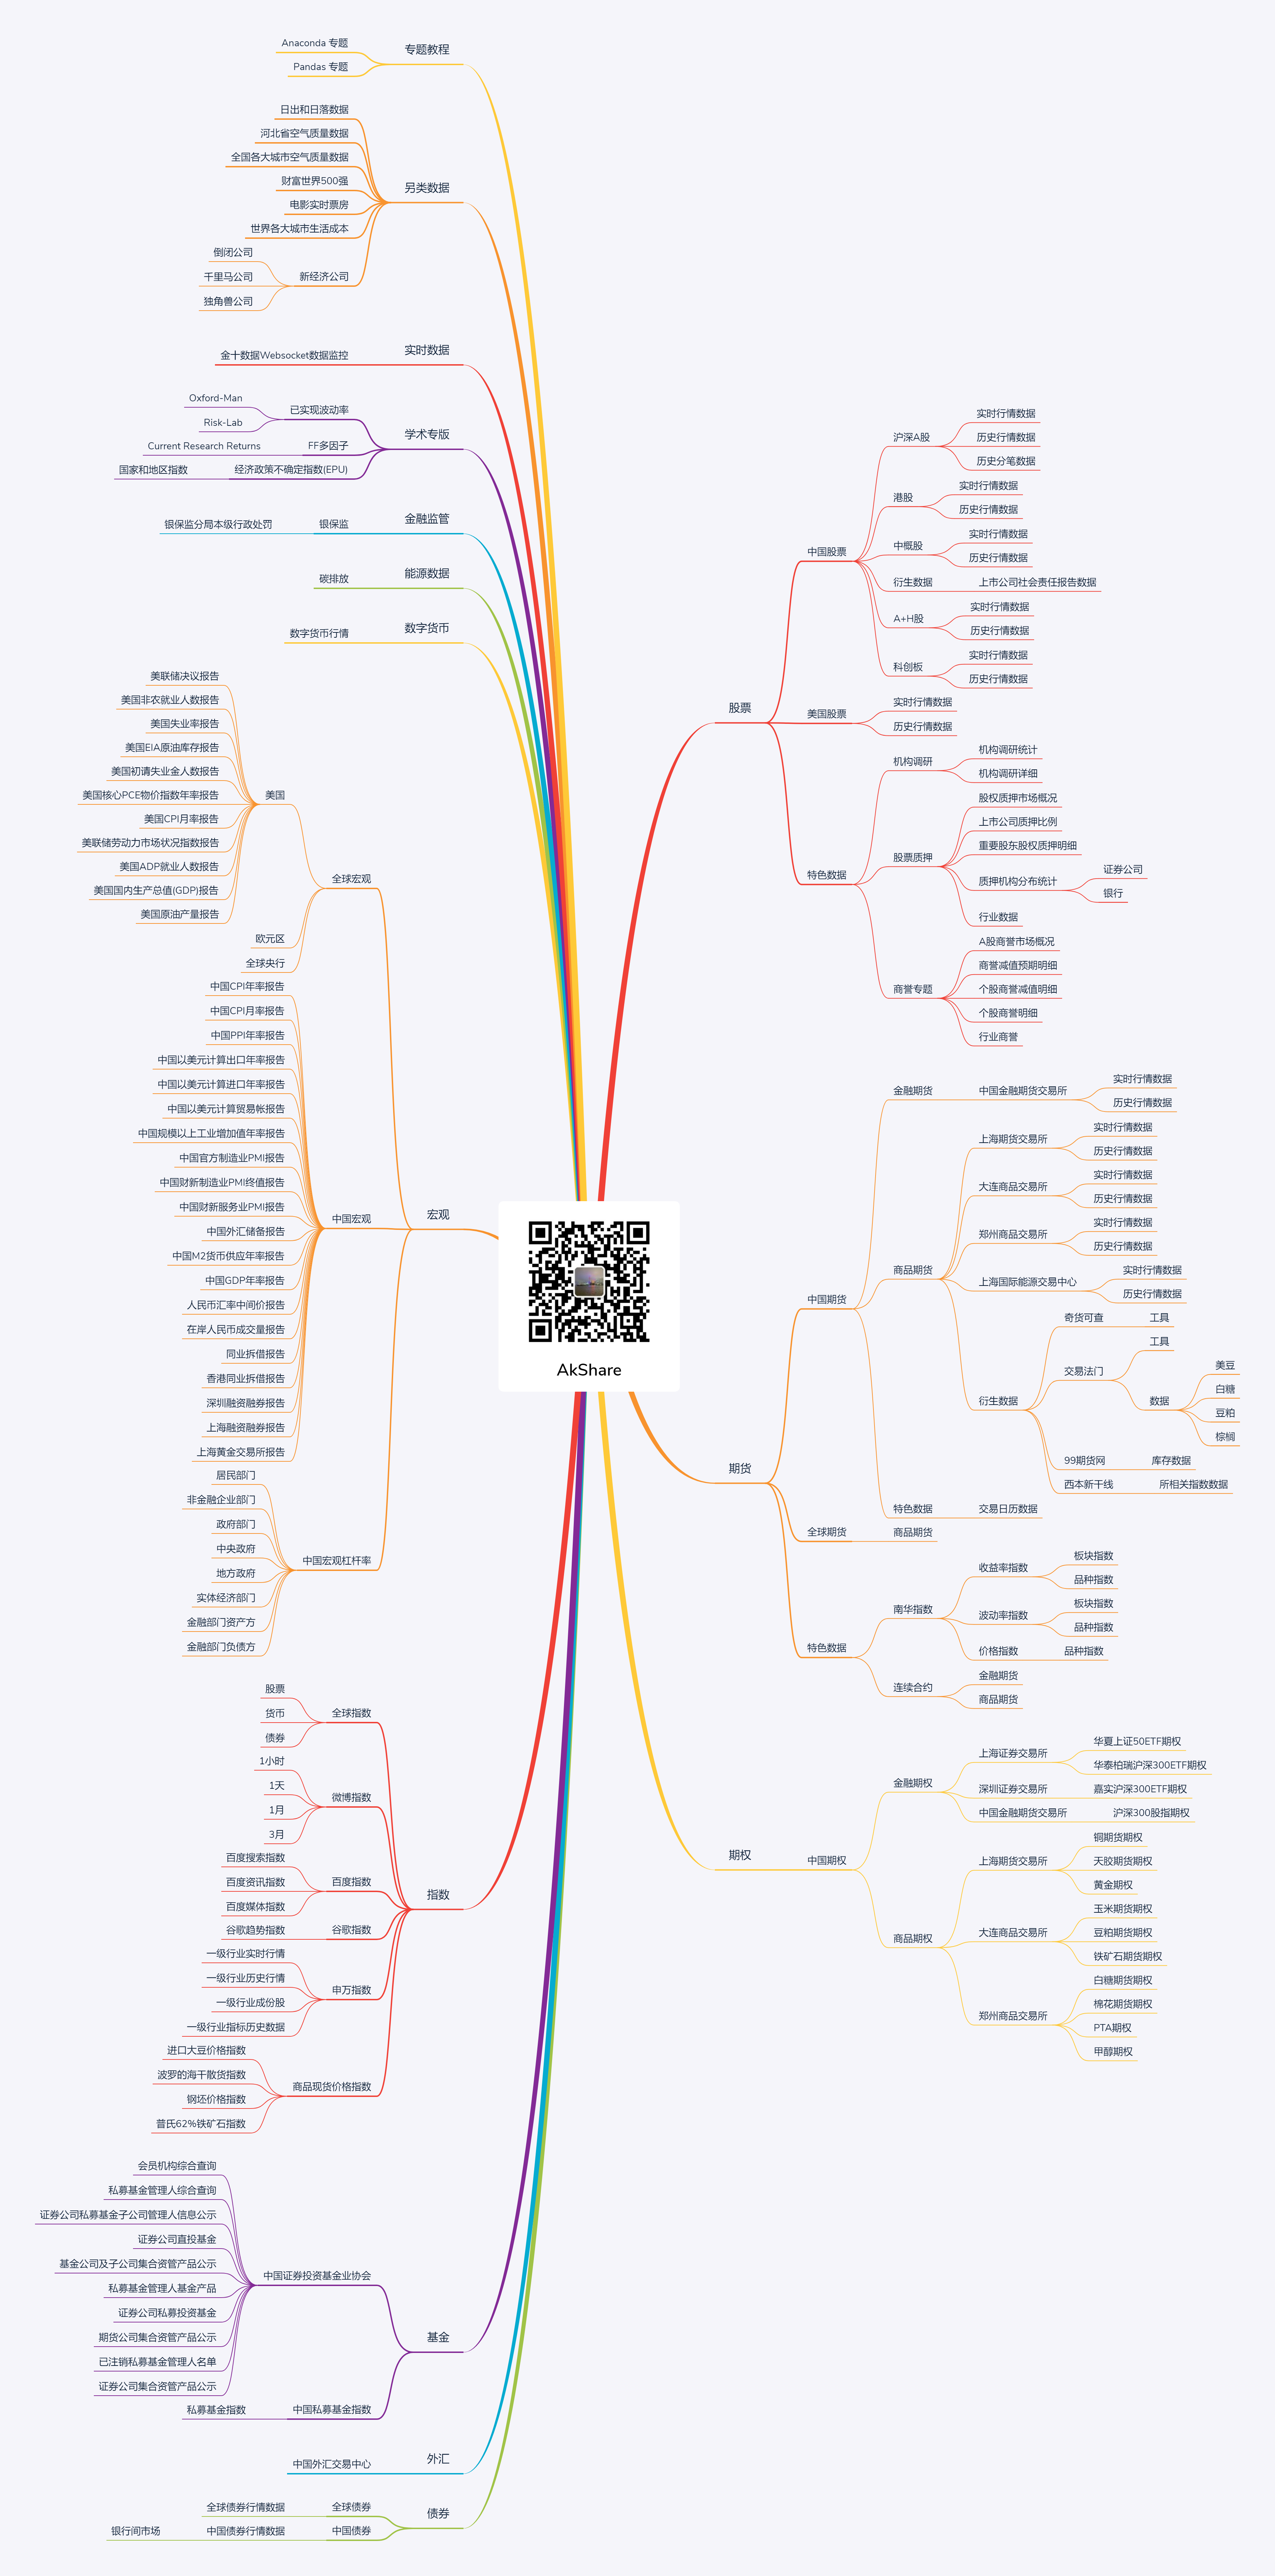 专题教程
Anaconda 专题
Pandas 专题
另类数据
日出和日落数据
河北省空气质量数据
全国各大城市空气质量数据
财富世界500强
电影实时票房
世界各大城市生活成本
新经济公司
倒闭公司
千里马公司
独角兽公司
实时数据
金十数据Websocket数据监控
学术专版
已实现波动率
Oxford-Man
Risk-Lab
FF多因子
Current Research Returns
经济政策不确定指数(EPU)
国家和地区指数
金融监管
银保监
银保监分局本级行政处罚
能源数据
碳排放
数字货币
数字货币行情
宏观
全球宏观
美国
美联储决议报告
美国非农就业人数报告
美国失业率报告
美国EIA原油库存报告
美国初请失业金人数报告
美国核心PCE物价指数年率报告
美国CPI月率报告
美联储劳动力市场状况指数报告
美国ADP就业人数报告
美国国内生产总值(GDP)报告
美国原油产量报告
欧元区
全球央行
中国宏观
中国CPI年率报告
中国CPI月率报告
中国PPI年率报告
中国以美元计算出口年率报告
中国以美元计算进口年率报告
中国以美元计算贸易帐报告
中国规模以上工业增加值年率报告
中国官方制造业PMI报告
中国财新制造业PMI终值报告
中国财新服务业PMI报告
中国外汇储备报告
中国M2货币供应年率报告
中国GDP年率报告
人民币汇率中间价报告
在岸人民币成交量报告
同业拆借报告
香港同业拆借报告
深圳融资融券报告
上海融资融券报告
上海黄金交易所报告
中国宏观杠杆率
居民部门
非金融企业部门
政府部门
中央政府
地方政府
实体经济部门
金融部门资产方
金融部门负债方
指数
全球指数
股票
货币
债券
微博指数
1小时
1天
1月
3月
百度指数
百度搜索指数
百度资讯指数
百度媒体指数
谷歌指数
谷歌趋势指数
申万指数
一级行业实时行情
一级行业历史行情
一级行业成份股
一级行业指标历史数据
商品现货价格指数
进口大豆价格指数
波罗的海干散货指数
钢坯价格指数
普氏62%铁矿石指数
基金
中国证券投资基金业协会
会员机构综合查询
私募基金管理人综合查询
证券公司私募基金子公司管理人信息公示
证券公司直投基金
基金公司及子公司集合资管产品公示
私募基金管理人基金产品
证券公司私募投资基金
期货公司集合资管产品公示
已注销私募基金管理人名单
证券公司集合资管产品公示
中国私募基金指数
私募基金指数
外汇
中国外汇交易中心
债券
全球债券
全球债券行情数据
中国债券
中国债券行情数据
银行间市场
AkShare
股票
中国股票
沪深A股
实时行情数据
历史行情数据
历史分笔数据
港股
实时行情数据
历史行情数据
中概股
实时行情数据
历史行情数据
衍生数据
上市公司社会责任报告数据
A+H股
实时行情数据
历史行情数据
科创板
实时行情数据
历史行情数据
美国股票
实时行情数据
历史行情数据
特色数据
机构调研
机构调研统计
机构调研详细
股票质押
股权质押市场概况
上市公司质押比例
重要股东股权质押明细
质押机构分布统计
证券公司
银行
行业数据
商誉专题
A股商誉市场概况
商誉减值预期明细
个股商誉减值明细
个股商誉明细
行业商誉
期货
中国期货
金融期货
中国金融期货交易所
实时行情数据
历史行情数据
商品期货
上海期货交易所
实时行情数据
历史行情数据
大连商品交易所
实时行情数据
历史行情数据
郑州商品交易所
实时行情数据
历史行情数据
上海国际能源交易中心
实时行情数据
历史行情数据
衍生数据
奇货可查
工具
交易法门
工具
数据
美豆
白糖
豆粕
棕榈
99期货网
库存数据
西本新干线
所相关指数数据
特色数据
交易日历数据
全球期货
商品期货
特色数据
南华指数
收益率指数
板块指数
品种指数
波动率指数
板块指数
品种指数
价格指数
品种指数
连续合约
金融期货
商品期货
期权
中国期权
金融期权
上海证券交易所
华夏上证50ETF期权
华泰柏瑞沪深300ETF期权
深圳证券交易所
嘉实沪深300ETF期权
中国金融期货交易所
沪深300股指期权
商品期权
上海期货交易所
铜期货期权
天胶期货期权
黄金期权
大连商品交易所
玉米期货期权
豆粕期货期权
铁矿石期货期权
郑州商品交易所
白糖期货期权
棉花期货期权
PTA期权
甲醇期权